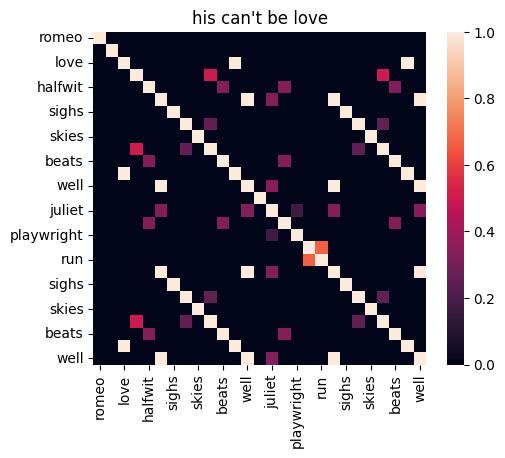 his can't be love
romeo
love
halfwit
sighs
skies
beats
well
juliet
playwright
run
sighs
skies
beats
well
1.0
0.8
0.6
0.4
0.2
0.0
romeo
love
halfwit
sighs
skies
beats
well
juliet
playwright
run
sighs
skies
beats
well